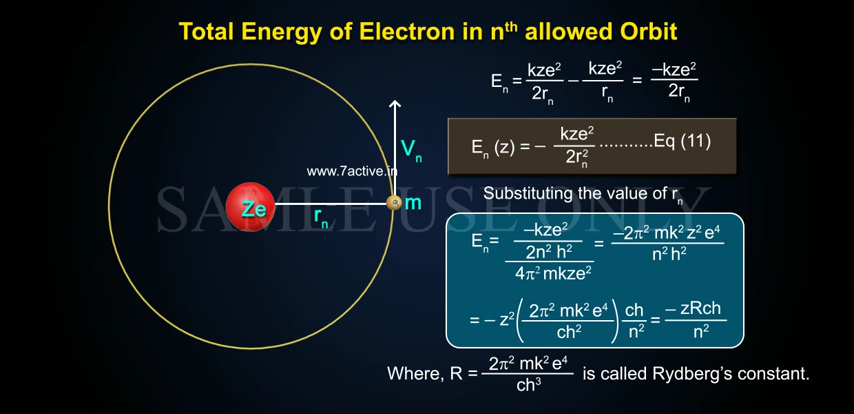 Total Energy of Electron in nᵗʰ allowed Orbit
Eₙ = kze²/2rₙ − kze²/rₙ = −kze²/2rₙ
Eₙ (z) = − kze²/2rₙ² ...........Eq (11)
www.7active.in
Vₙ
SAMLE USE ONLY
Ze
rₙ
m
Substituting the value of rₙ
Eₙ = −kze²/(2n² h²/4π² mkze²) = −2π² mk² z² e⁴/n² h²
= − z² (2π² mk² e⁴/ch²) ch/n² = − zRch/n²
Where, R = 2π² mk² e⁴/ch³ is called Rydberg's constant.